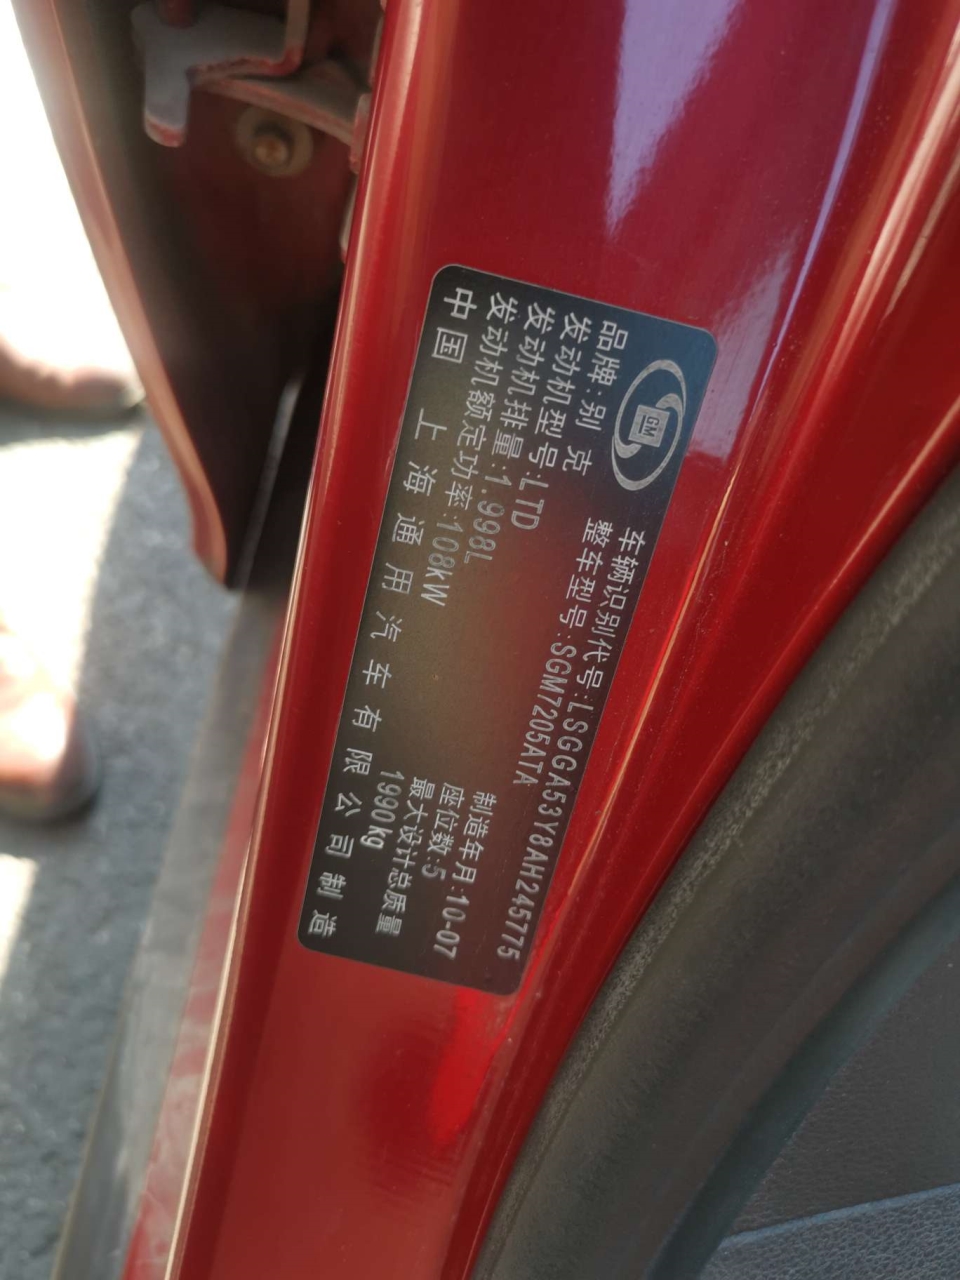 GM
车辆识别代号:LSGGA53Y8AH245775
品牌:别 克 整车型号:SGM7205ATA
发动机型号:LTD 制造年月:10-07
发动机排量:1.998L 座位数:5
发动机额定功率:108kW 最大设计总质量
1990kg
中国 上海通用汽车有限公司制造